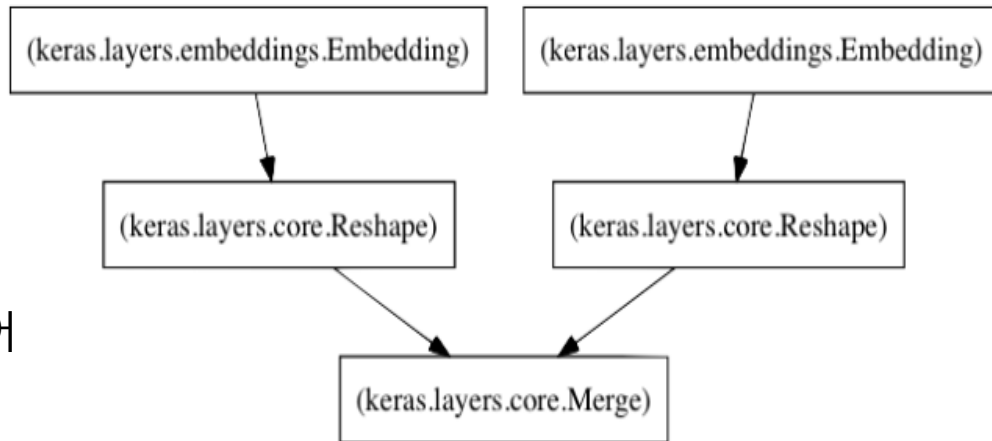 (keras.layers.embeddings.Embedding) (keras.layers.embeddings.Embedding)
(keras.layers.core.Reshape) (keras.layers.core.Reshape)
(keras.layers.core.Merge)